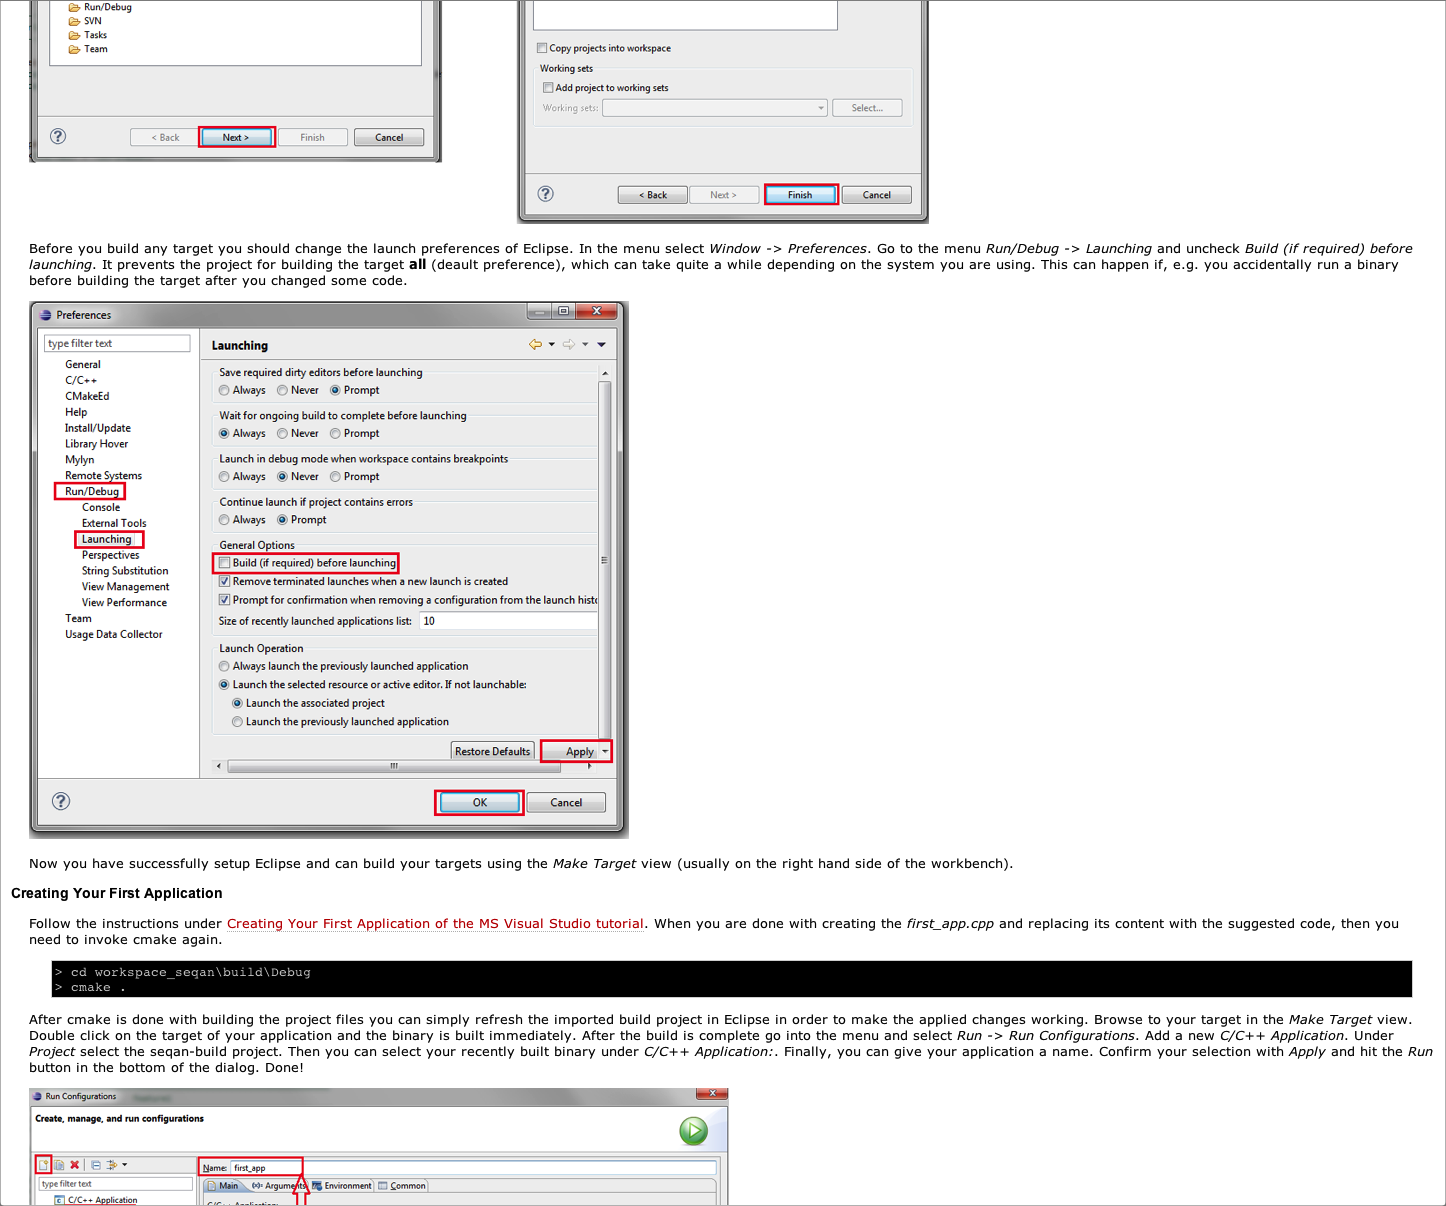 Run/Debug
SVN
Tasks
Team
< Back
Next >
Finish
Cancel
Copy projects into workspace
Working sets
Add project to working sets
Working sets:
Select...
< Back
Next >
Finish
Cancel
Before you build any target you should change the launch preferences of Eclipse. In the menu select Window -> Preferences. Go to the menu Run/Debug -> Launching and uncheck Build (if required) before
launching. It prevents the project for building the target all (deault preference), which can take quite a while depending on the system you are using. This can happen if, e.g. you accidentally run a binary
before building the target after you changed some code.
Preferences
type filter text
General
C/C++
CMakeEd
Help
Install/Update
Library Hover
Mylyn
Remote Systems
Run/Debug
Console
External Tools
Launching
Perspectives
String Substitution
View Management
View Performance
Team
Usage Data Collector
Launching
Save required dirty editors before launching
Always Never Prompt
Wait for ongoing build to complete before launching
Always Never Prompt
Launch in debug mode when workspace contains breakpoints
Always Never Prompt
Continue launch if project contains errors
Always Prompt
General Options
Build (if required) before launching
Remove terminated launches when a new launch is created
Prompt for confirmation when removing a configuration from the launch
Size of recently launched applications list: 10
Launch Operation
Always launch the previously launched application
Launch the selected resource or active editor. If not launchable:
Launch the associated project
Launch the previously launched application
Restore Defaults Apply
OK Cancel
Now you have successfully setup Eclipse and can build your targets using the Make Target view (usually on the right hand side of the workbench).
Creating Your First Application
Follow the instructions under Creating Your First Application of the MS Visual Studio tutorial. When you are done with creating the first_app.cpp and replacing its content with the suggested code, then you
need to invoke cmake again.
> cd workspace_seqan\build\Debug
> cmake .
After cmake is done with building the project files you can simply refresh the imported build project in Eclipse in order to make the applied changes working. Browse to your target in the Make Target view.
Double click on the target of your application and the binary is built immediately. After the build is complete go into the menu and select Run -> Run Configurations. Add a new C/C++ Application. Under
Project select the seqan-build project. Then you can select your recently built binary under C/C++ Application:. Finally, you can give your application a name. Confirm your selection with Apply and hit the Run
button in the bottom of the dialog. Done!
Run Configurations
Create, manage, and run configurations
type filter text
C/C++ Application
Name: first_app
Main Arguments Environment Common